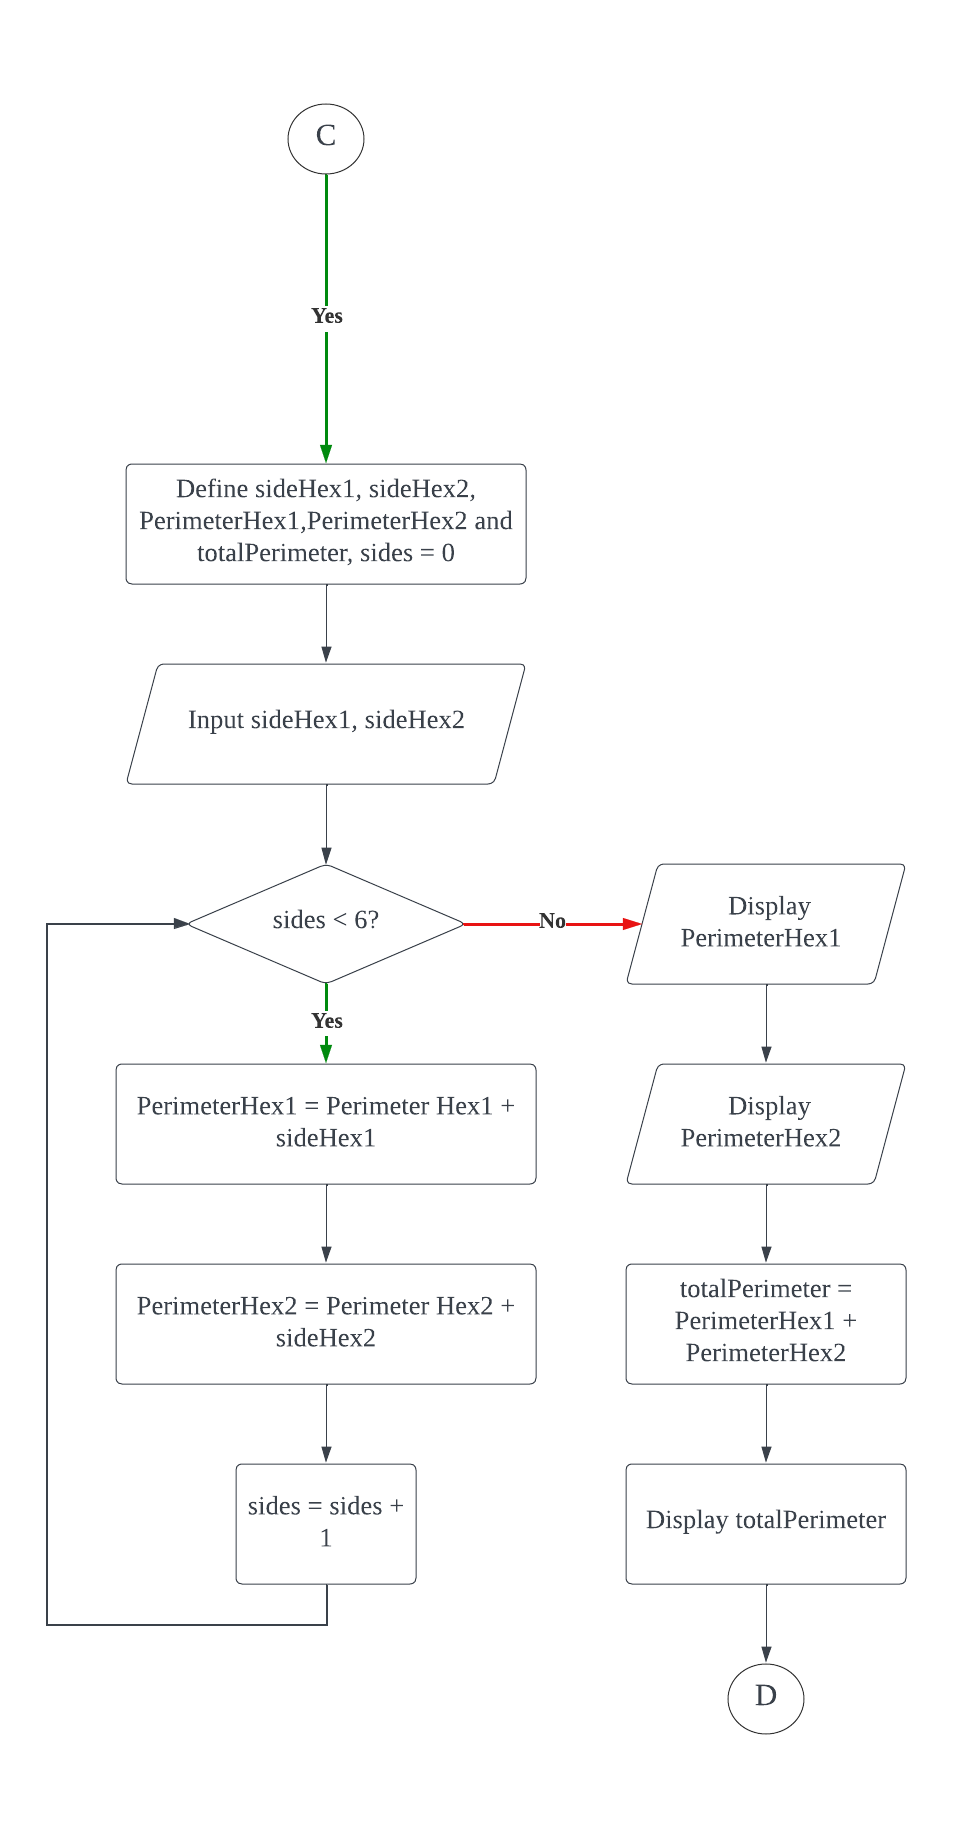 C
Yes
Define sideHex1, sideHex2,
PerimeterHex1,PerimeterHex2 and
totalPerimeter, sides = 0
Input sideHex1, sideHex2
sides < 6?
No
Yes
PerimeterHex1 = Perimeter Hex1 +
sideHex1
PerimeterHex2 = Perimeter Hex2 +
sideHex2
sides = sides +
1
Display
PerimeterHex1
Display
PerimeterHex2
totalPerimeter =
PerimeterHex1 +
PerimeterHex2
Display totalPerimeter
D